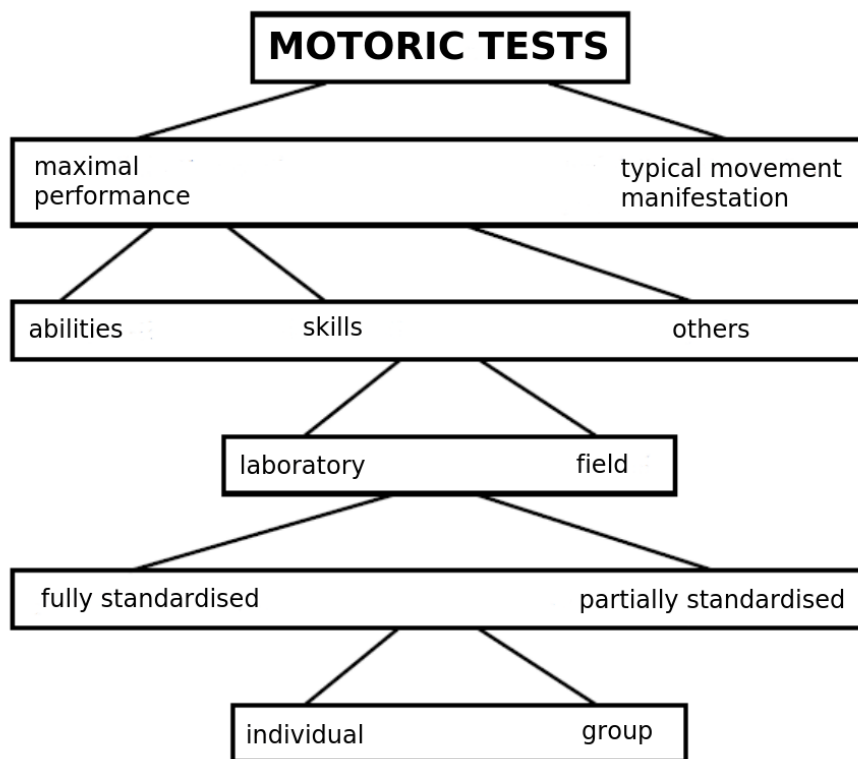 MOTORIC TESTS
maximal
performance
typical movement
manifestation
abilities
skills
others
laboratory
field
fully standardised
partially standardised
individual
group